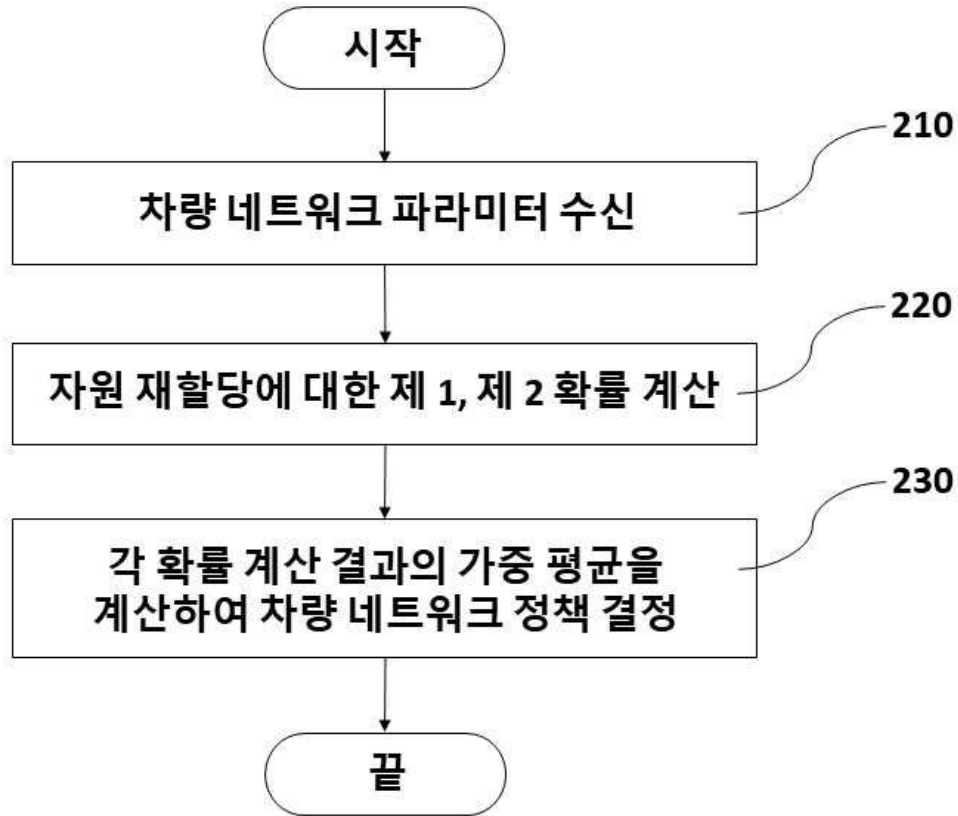 시작
210
차량 네트워크 파라미터 수신
220
자원 재할당에 대한 제 1, 제 2 확률 계산
230
각 확률 계산 결과의 가중 평균을
계산하여 차량 네트워크 정책 결정
끝